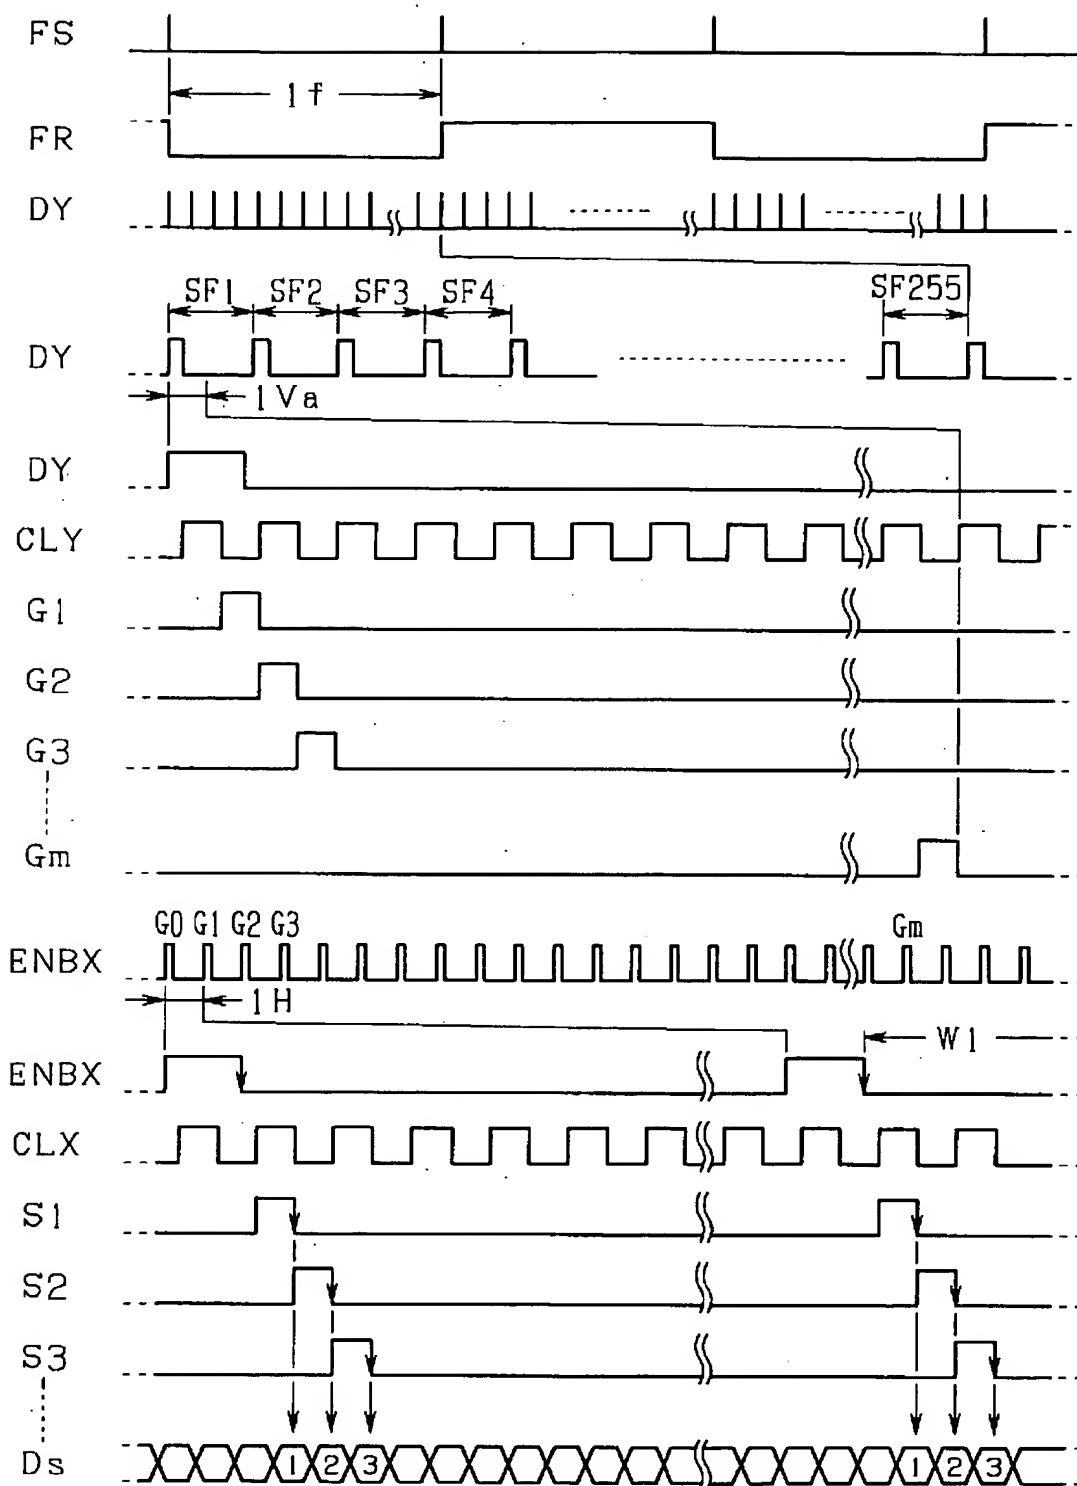 FS
1f
FR
DY
SF1 SF2 SF3 SF4 SF255
DY
1Va
DY
CLY
G1
G2
G3
Gm
G0 G1 G2 G3 Gm
ENBX
1H
W1
ENBX
CLX
S1
S2
S3
Ds 1 2 3 1 2 3